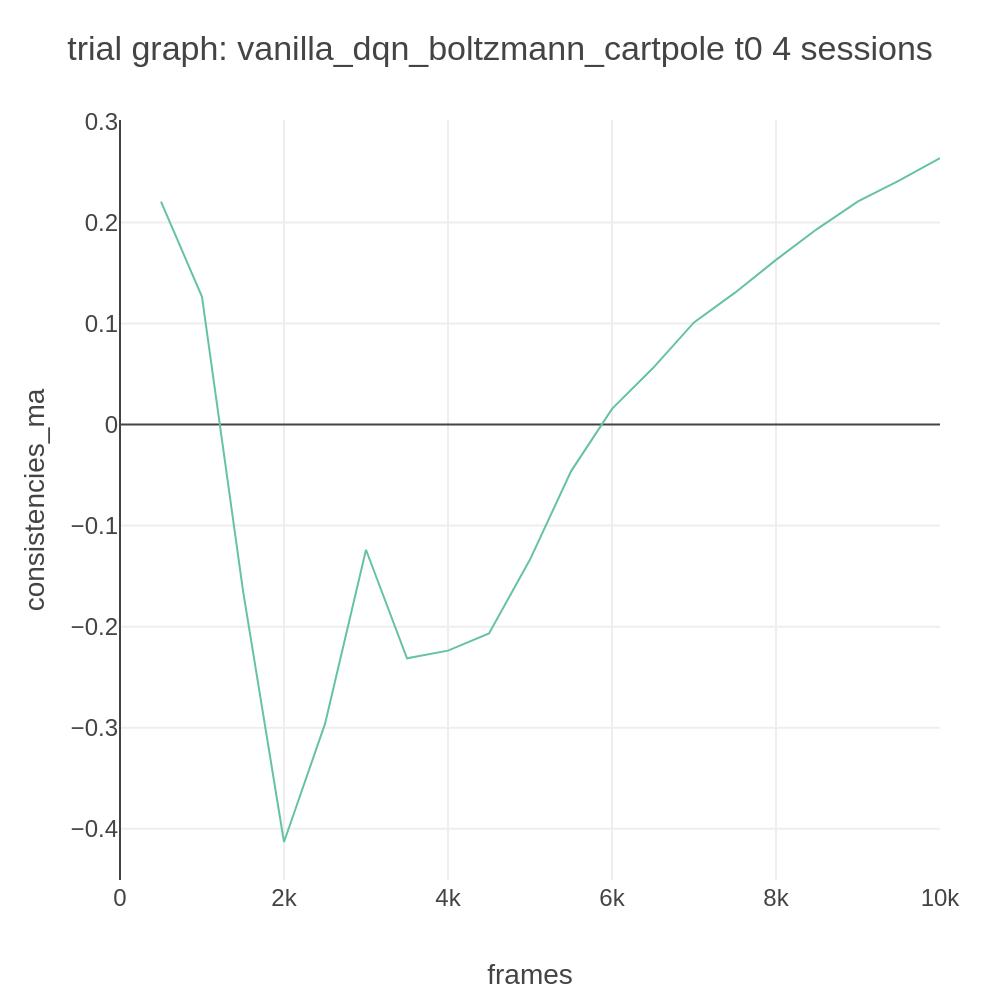 trial graph: vanilla_dqn_boltzmann_cartpole t0 4 sessions
0.3
0.2
0.1
0
−0.1
−0.2
−0.3
−0.4
consistencies_ma
0 2k 4k 6k 8k 10k
frames